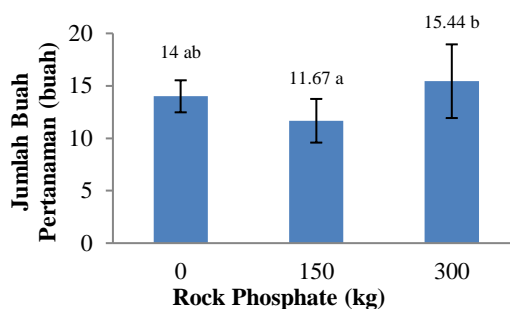 15.44 b
14 ab
11.67 a
20
15
10
5
0
Jumlah Buah
Pertanaman (buah)
0 150 300
Rock Phosphate (kg)